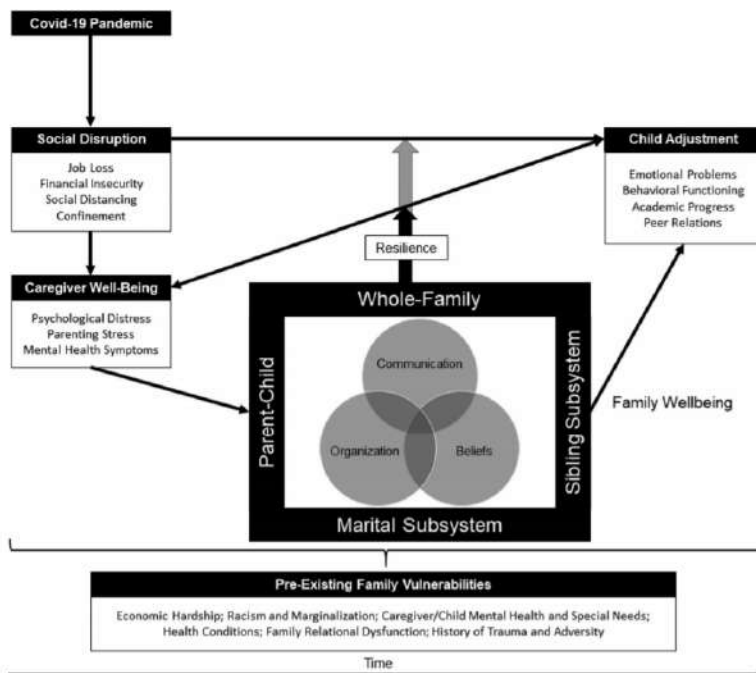 Covid-19 Pandemic
Social Disruption
Job Loss
Financial Insecurity
Social Distancing
Confinement
Child Adjustment
Emotional Problems
Behavioral Functioning
Academic Progress
Peer Relations
Resilience
Caregiver Well-Being
Psychological Distress
Parenting Stress
Mental Health Symptoms
Whole-Family
Parent-Child
Communication
Organization
Beliefs
Sibling Subsystem
Marital Subsystem
Family Wellbeing
Pre-Existing Family Vulnerabilities
Economic Hardship; Racism and Marginalization; Caregiver/Child Mental Health and Special Needs;
Health Conditions; Family Relational Dysfunction; History of Trauma and Adversity
Time